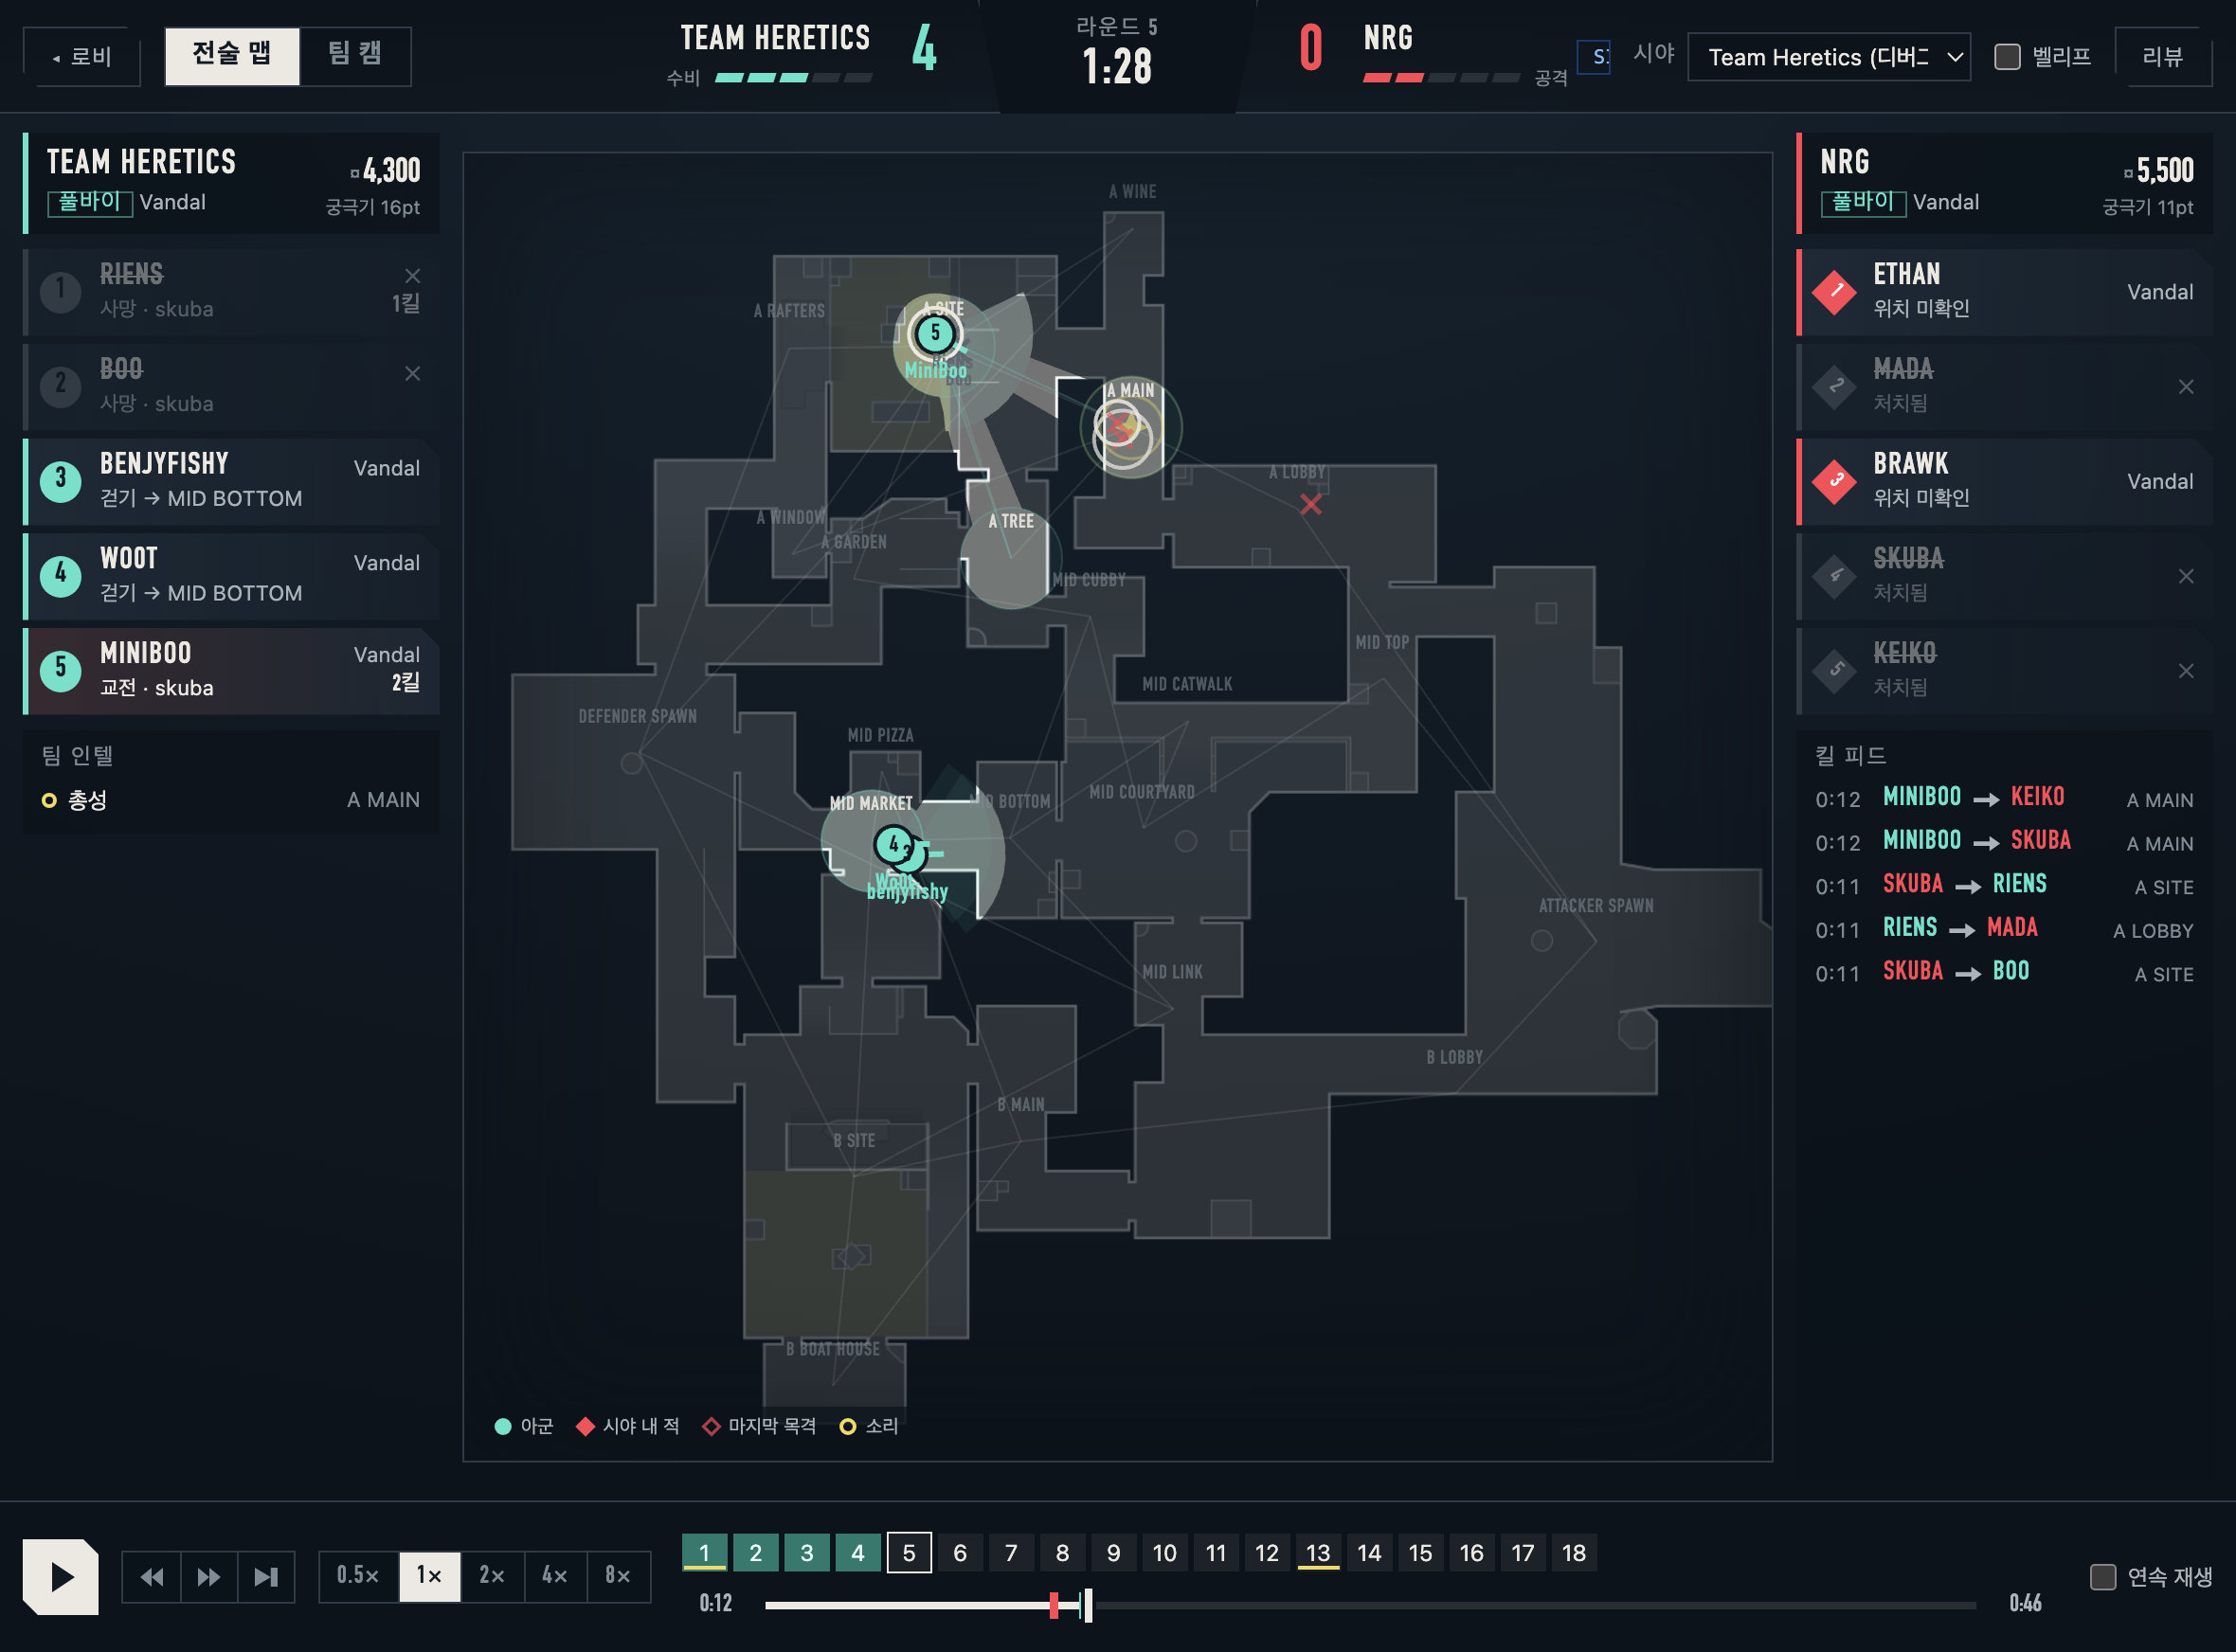 로비
전술 맵
팀 캠
TEAM HERETICS
수비
4
라운드 5
1:28
0
NRG
공격
시야
Team Heretics (디버그
벨리프
리뷰
TEAM HERETICS
¤4,300
풀바이 Vandal
궁극기 16pt
1 RIENS
사망 · skuba
1킬
2 BOO
사망 · skuba
3 BENJYFISHY
Vandal
걷기 → MID BOTTOM
4 WOOT
Vandal
걷기 → MID BOTTOM
5 MINIBOO
Vandal
교전 · skuba
2킬
팀 인텔
총성
A MAIN
A WINE
A RAFTERS
A SITE
5
MiniBoo
A MAIN
A LOBBY
A WINDOW
A GARDEN
A TREE
MID CUBBY
MID TOP
MID CATWALK
DEFENDER SPAWN
MID PIZZA
MID MARKET
MID BOTTOM
MID COURTYARD
4
3
Woot
benjyfishy
ATTACKER SPAWN
MID LINK
B LOBBY
B MAIN
B SITE
B BOAT HOUSE
아군
시야 내 적
마지막 목격
소리
NRG
¤5,500
풀바이 Vandal
궁극기 11pt
1 ETHAN
Vandal
위치 미확인
2 MADA
처치됨
3 BRAWK
Vandal
위치 미확인
4 SKUBA
처치됨
5 KEIKO
처치됨
킬 피드
0:12 MINIBOO → KEIKO A MAIN
0:12 MINIBOO → SKUBA A MAIN
0:11 SKUBA → RIENS A SITE
0:11 RIENS → MADA A LOBBY
0:11 SKUBA → BOO A SITE
0.5× 1× 2× 4× 8×
1 2 3 4 5 6 7 8 9 10 11 12 13 14 15 16 17 18
0:12
0:46
연속 재생